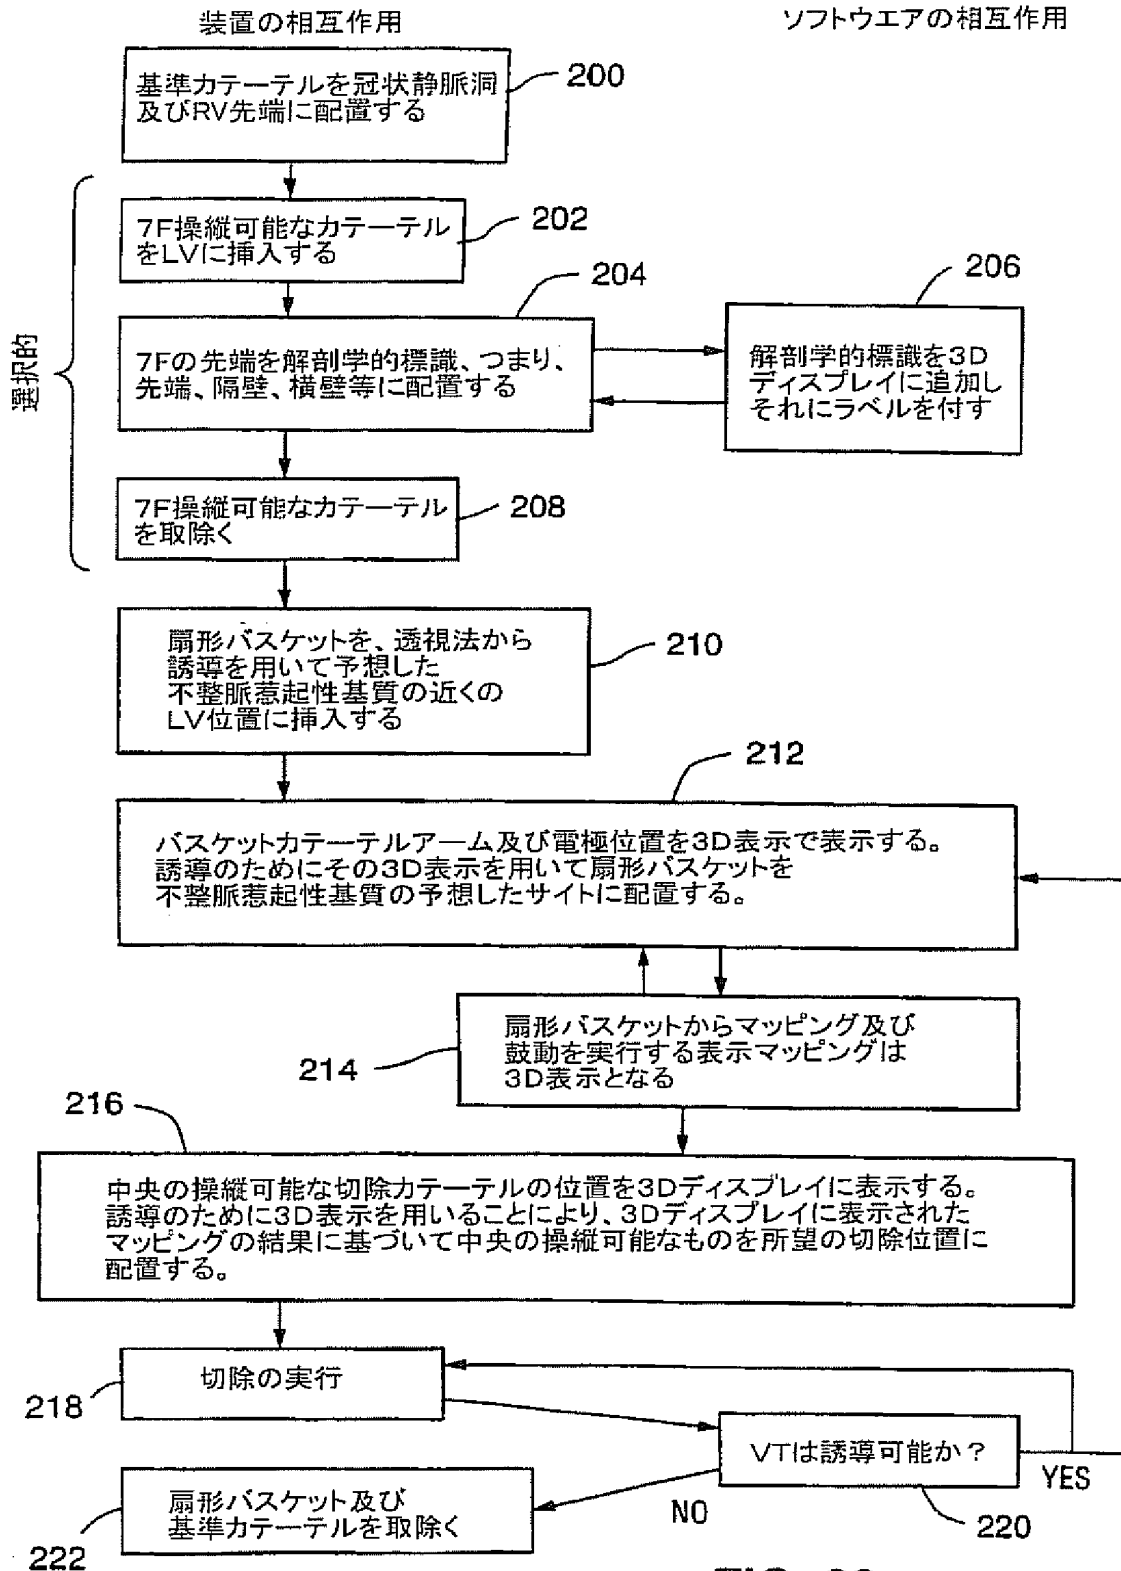 装置の相互作用
ソフトウエアの相互作用
基準カテーテルを冠状静脈洞
及びRV先端に配置する
200
選択的
7F操縦可能なカテーテル
をLVに挿入する
202
7Fの先端を解剖学的標識、つまり、
先端、隔壁、横壁等に配置する
204
解剖学的標識を3D
ディスプレイに追加し
それにラベルを付す
206
7F操縦可能なカテーテル
を取除く
208
扇形バスケットを、透視法から
誘導を用いて予想した
不整脈惹起性基質の近くの
LV位置に挿入する
210
バスケットカテーテルアーム及び電極位置を3D表示で表示する。
誘導のためにその3D表示を用いて扇形バスケットを
不整脈惹起性基質の予想したサイトに配置する。
212
扇形バスケットからマッピング及び
鼓動を実行する表示マッピングは
3D表示となる
214
216
中央の操縦可能な切除カテーテルの位置を3Dディスプレイに表示する。
誘導のために3D表示を用いることにより、3Dディスプレイに表示された
マッピングの結果に基づいて中央の操縦可能なものを所望の切除位置に
配置する。
切除の実行
218
VTは誘導可能か?
YES
NO
220
扇形バスケット及び
基準カテーテルを取除く
222